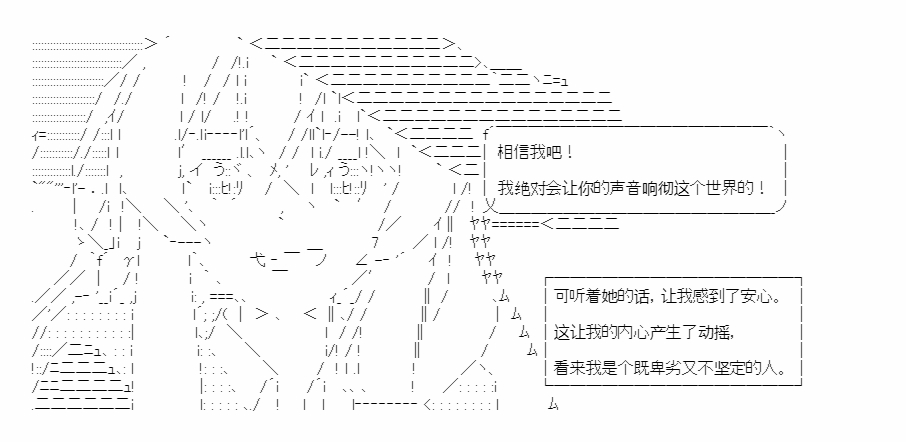 相信我吧！
我绝对会让你的声音响彻这个世界的！
可听着她的话，让我感到了安心。
这让我的内心产生了动摇，
看来我是个既卑劣又不坚定的人。